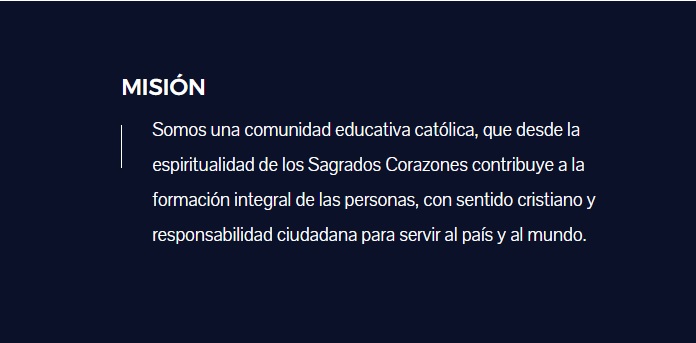 MISIÓN
Somos una comunidad educativa católica, que desde la
espiritualidad de los Sagrados Corazones contribuye a la
formación integral de las personas, con sentido cristiano y
responsabilidad ciudadana para servir al país y al mundo.